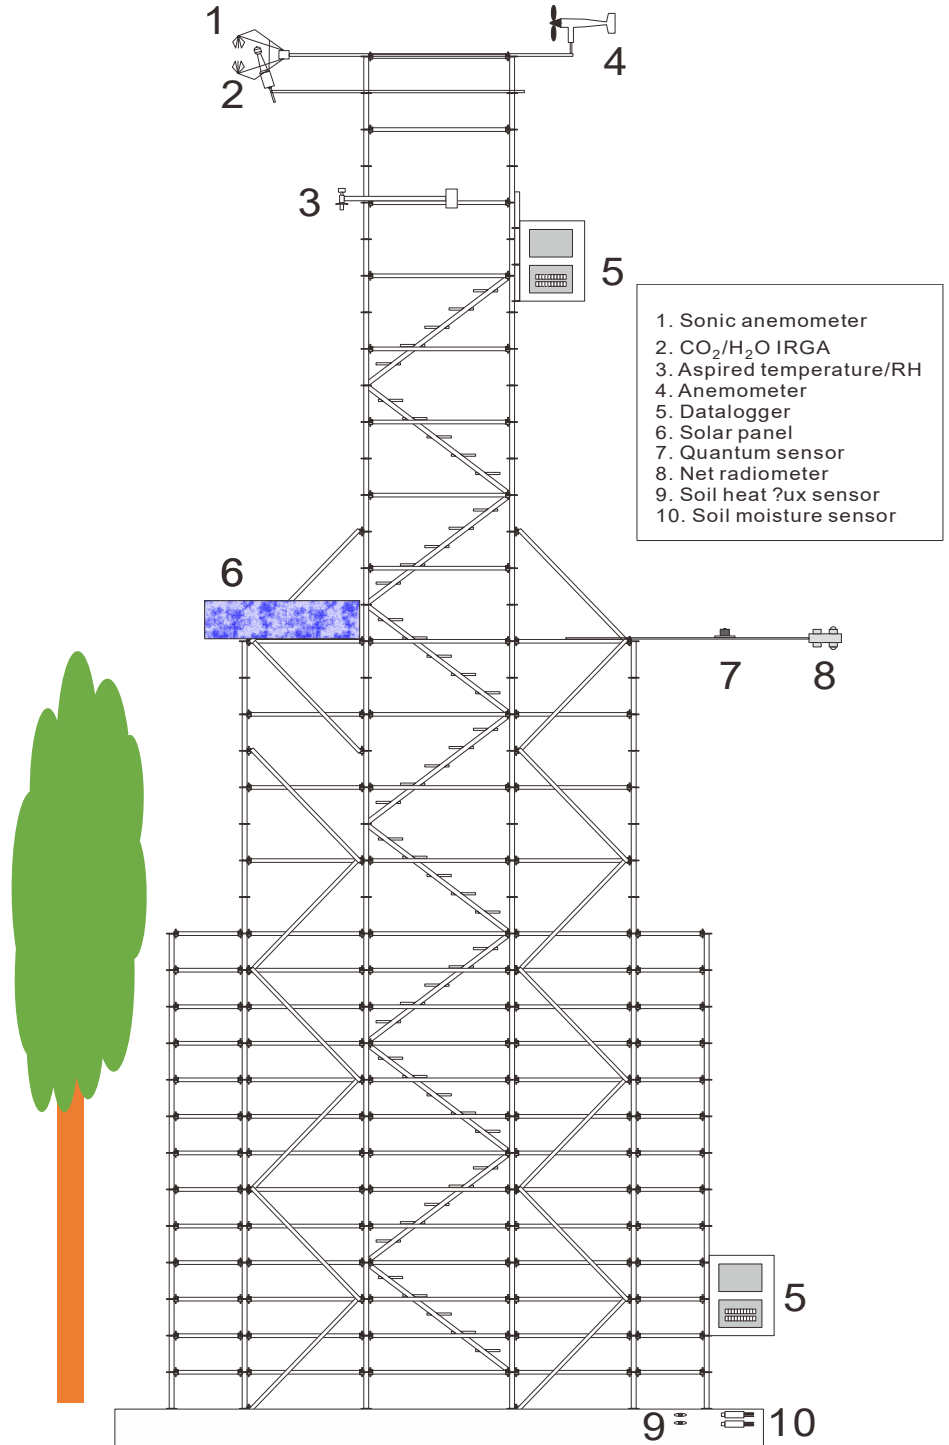 1
4
2
3
5
1. Sonic anemometer
2. CO₂/H₂O IRGA
3. Aspired temperature/RH
4. Anemometer
5. Datalogger
6. Solar panel
7. Quantum sensor
8. Net radiometer
9. Soil heat ?ux sensor
10. Soil moisture sensor
6
7
8
5
9
10